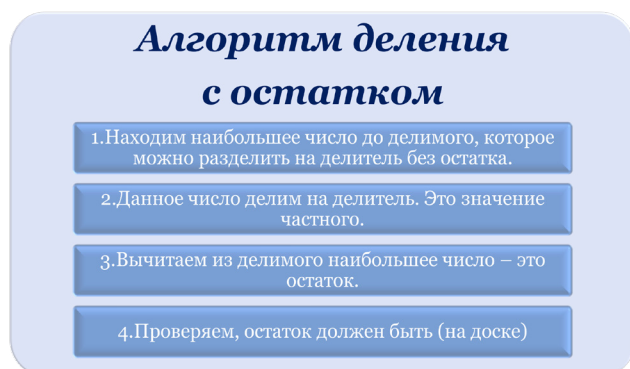 Алгоритм деления
с остатком
1.Находим наибольшее число до делимого, которое
можно разделить на делитель без остатка.
2.Данное число делим на делитель. Это значение
частного.
3.Вычитаем из делимого наибольшее число – это
остаток.
4.Проверяем, остаток должен быть (на доске)